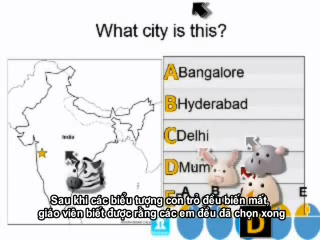 What city is this?
A Bangalore
B Hyderabad
C Delhi
D Mum
India
E
Sau khi các biểu tượng con trỏ đều biến mất,
giáo viên biết được rằng các em đều đã chọn xong
D